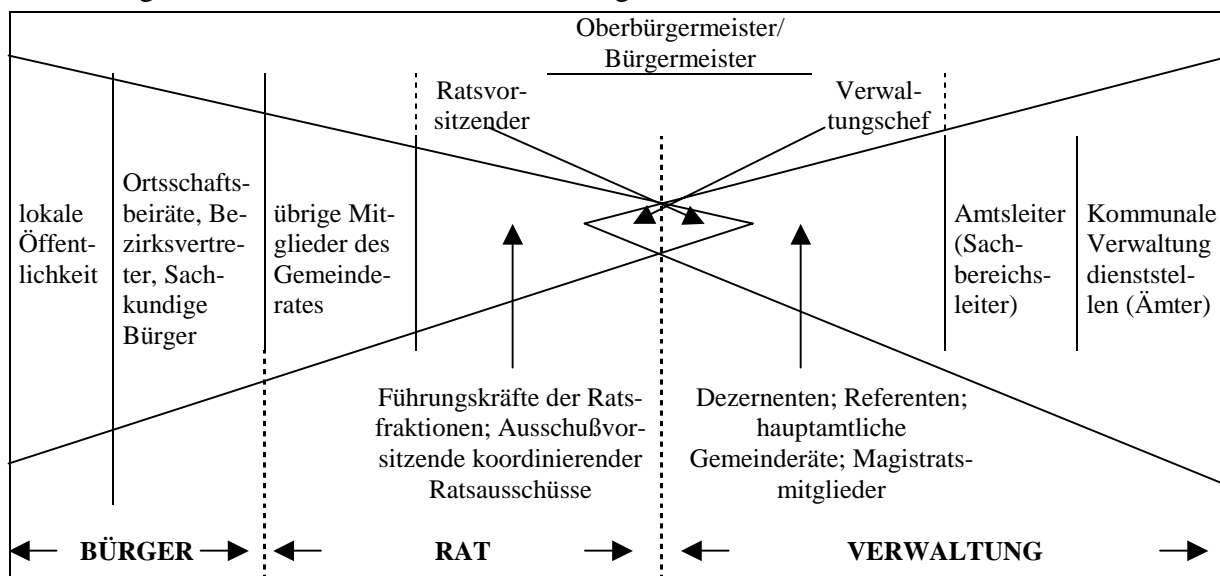 Oberbürgermeister/
Bürgermeister
Ratsvor-
sitzender
Verwal-
tungschef
lokale
Öffent-
lichkeit
Ortsschafts-
beiräte, Be-
zirksvertre-
ter, Sach-
kundige
Bürger
übrige Mit-
glieder des
Gemeinde-
rates
Amtsleiter
(Sach-
bereichs-
leiter)
Kommunale
Verwaltung
dienststel-
len (Ämter)
Führungskräfte der Rats-
fraktionen; Ausschußvor-
sitzende koordinierender
Ratsausschüsse
Dezernenten; Referenten;
hauptamtliche
Gemeinderäte; Magistrats-
mitglieder
BÜRGER
RAT
VERWALTUNG